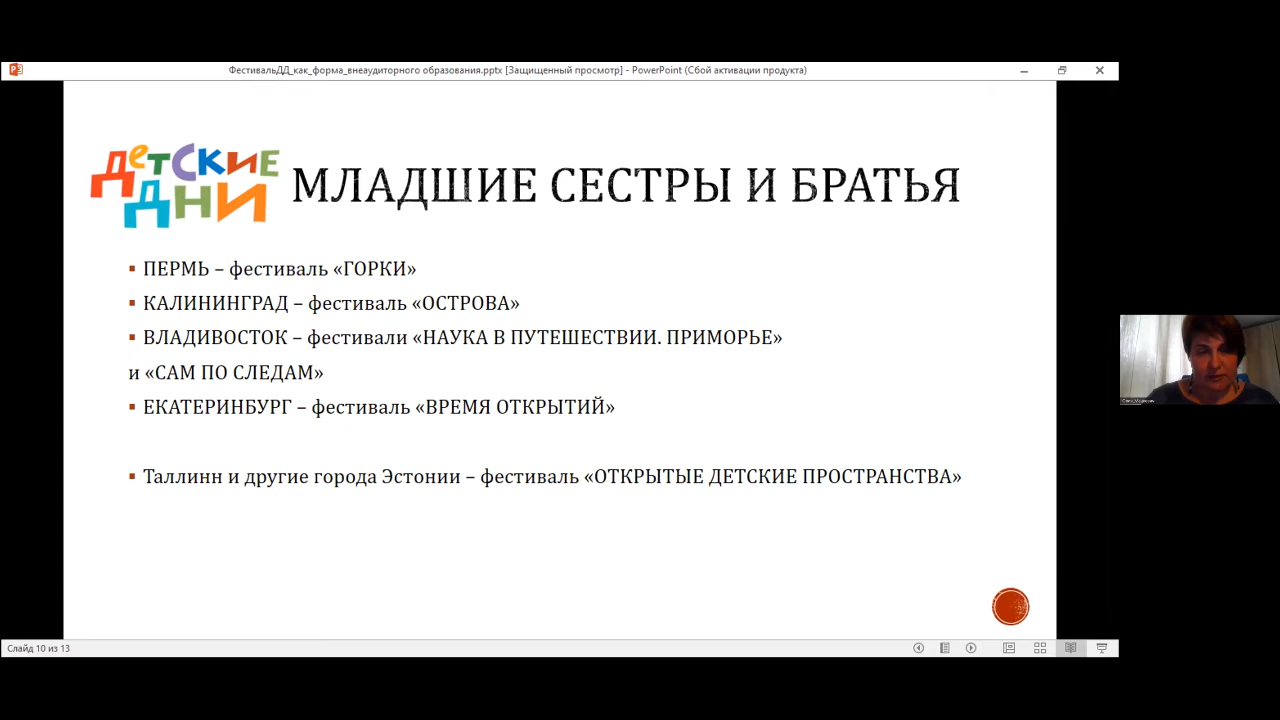 ФестивальДД_как_форма_внеаудиторного образования.pptx [Защищенный просмотр] - PowerPoint (Сбой активации продукта)
детские
дни
МЛАДШИЕ СЕСТРЫ И БРАТЬЯ
▪ ПЕРМЬ – фестиваль «ГОРКИ»
▪ КАЛИНИНГРАД – фестиваль «ОСТРОВА»
▪ ВЛАДИВОСТОК – фестивали «НАУКА В ПУТЕШЕСТВИИ. ПРИМОРЬЕ»
и «САМ ПО СЛЕДАМ»
▪ ЕКАТЕРИНБУРГ – фестиваль «ВРЕМЯ ОТКРЫТИЙ»
▪ Таллинн и другие города Эстонии – фестиваль «ОТКРЫТЫЕ ДЕТСКИЕ ПРОСТРАНСТВА»
Слайд 10 из 13